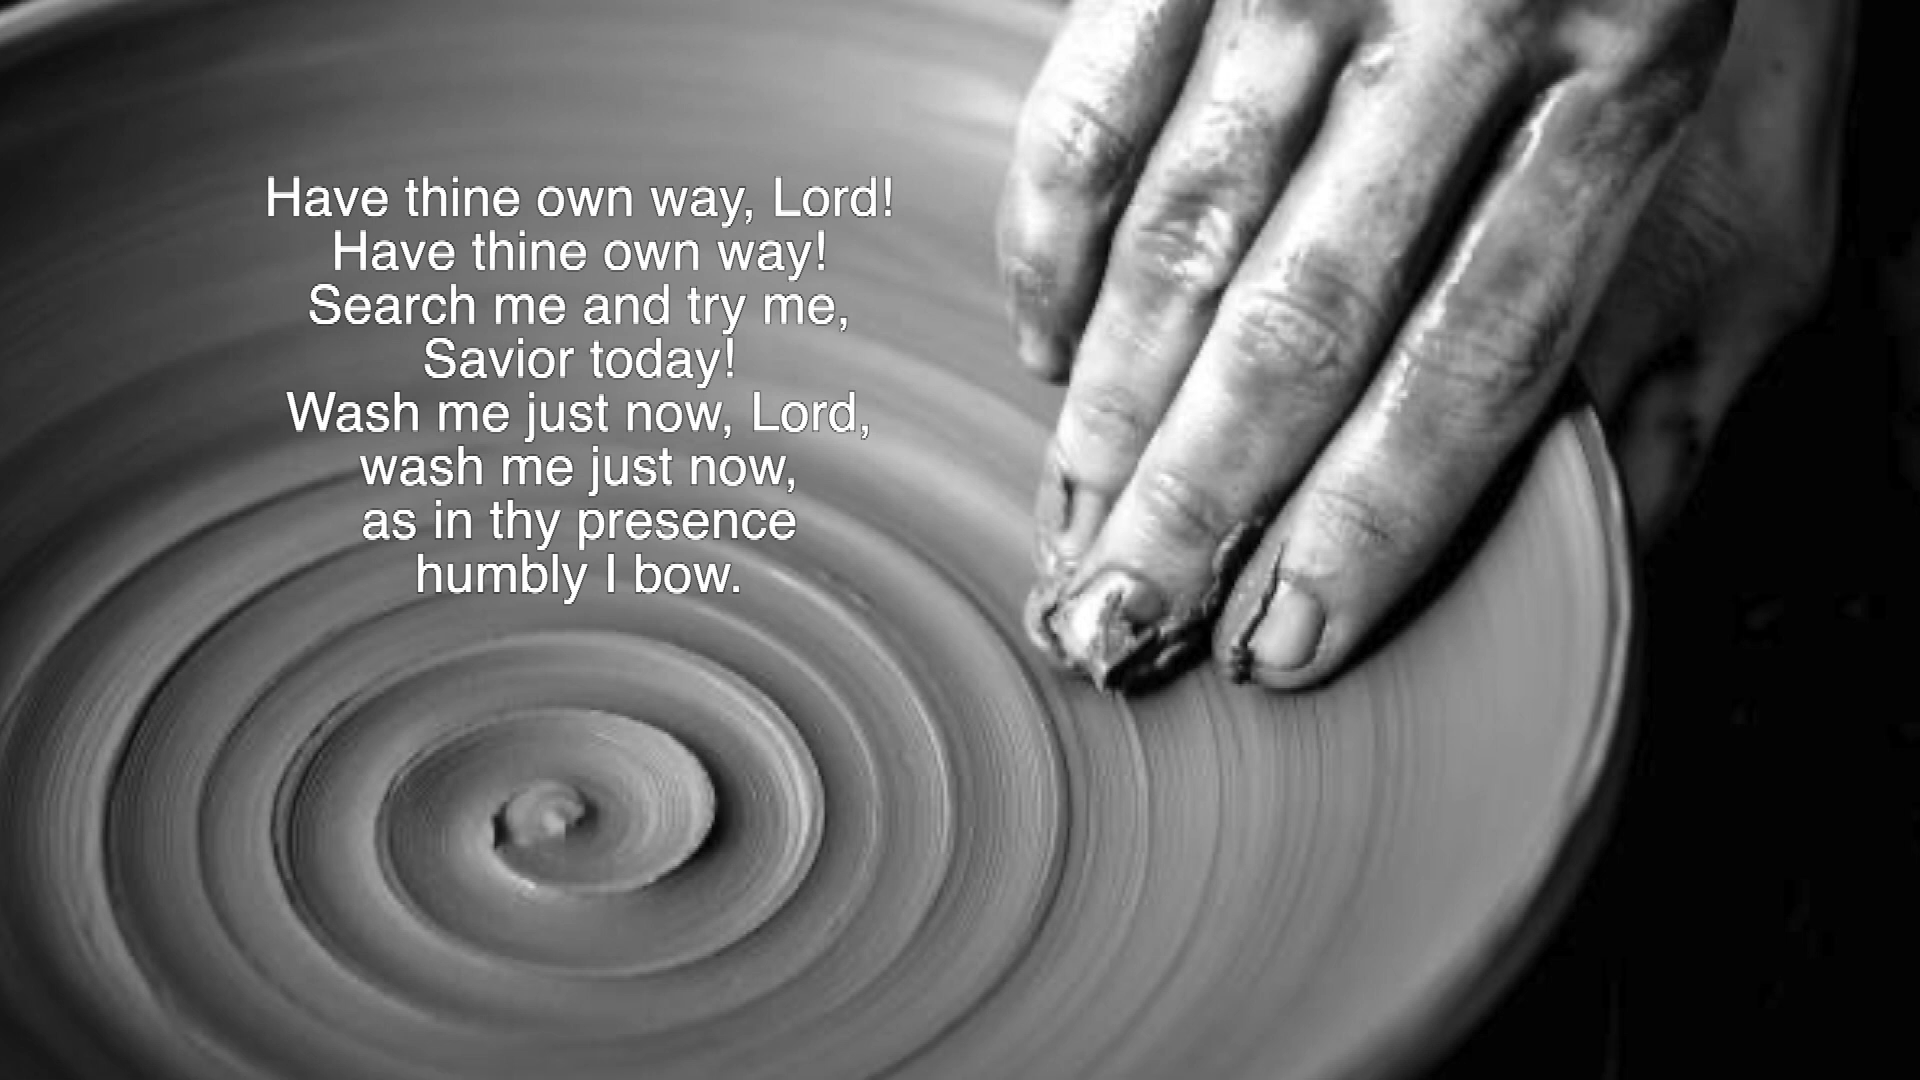 Have thine own way, Lord!
Have thine own way!
Search me and try me,
Savior today!
Wash me just now, Lord,
wash me just now,
as in thy presence
humbly I bow.